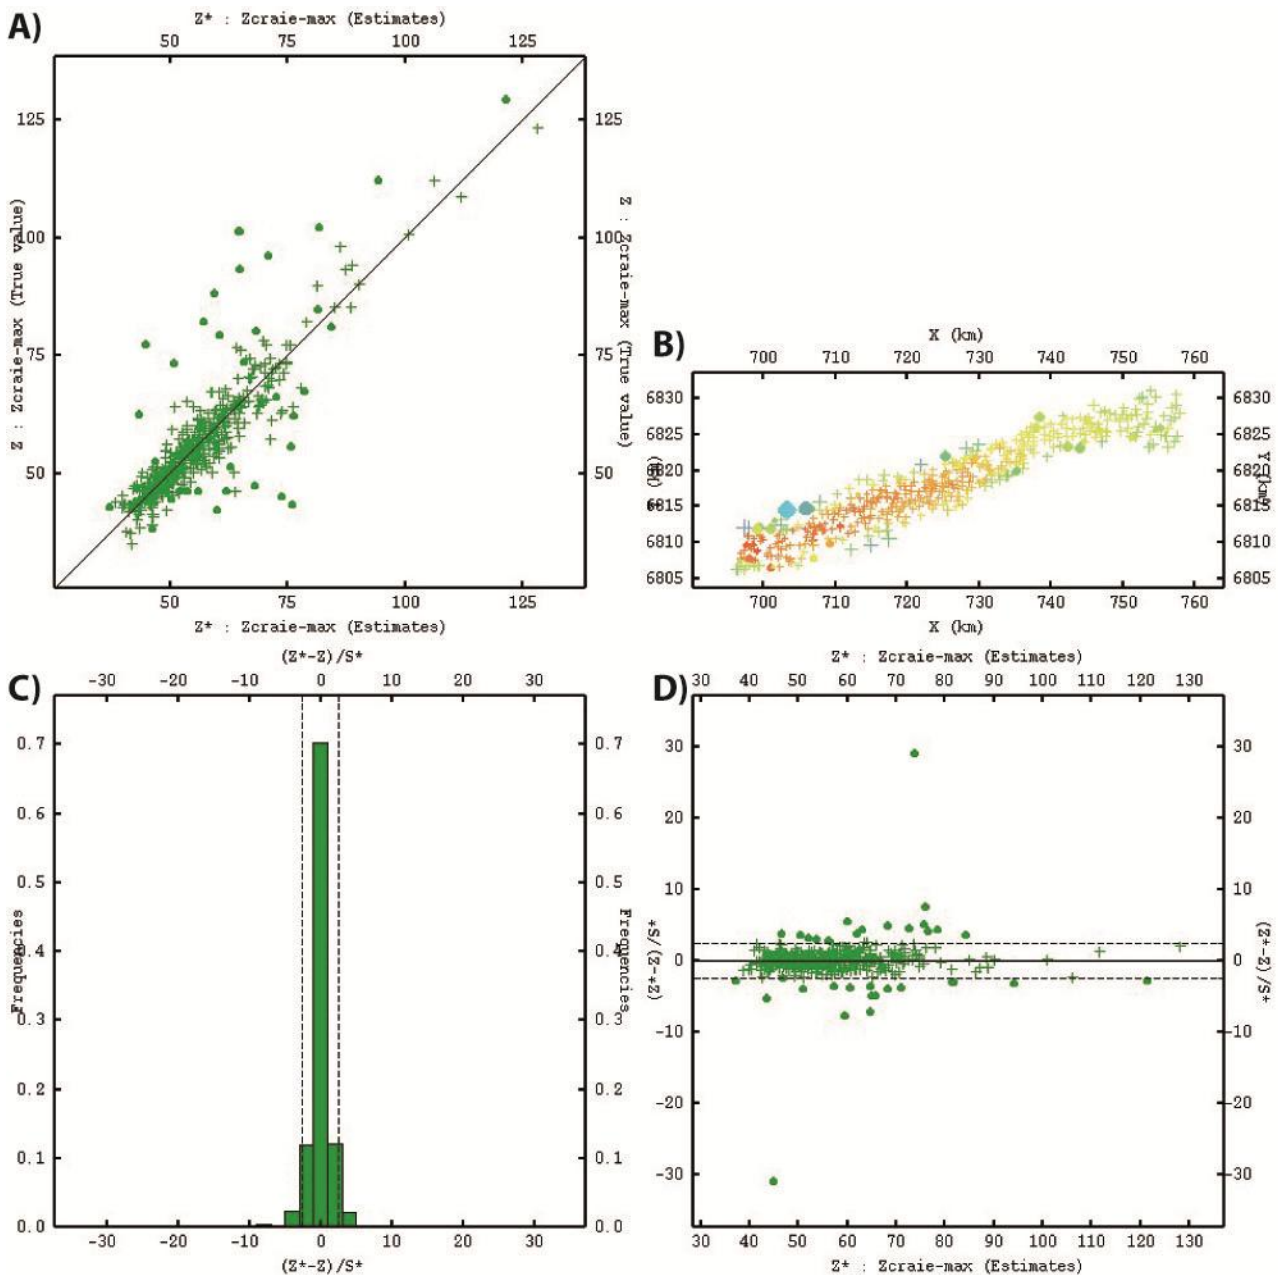 A)
Z* : Zcraie-max (Estimates)
50 75 100 125
125 125
100 100
75 75
50 50
Z : Zcraie-max (True value)
Z : Zcraie-max (True value)
50 75 100 125
Z* : Zcraie-max (Estimates)
B)
X (km)
700 710 720 730 740 750 760
6830 6830
6825 6825
6820 6820
6815 6815
6810 6810
6805 6805
Y (km)
700 710 720 730 740 750 760
X (km)
C)
(Z*-Z)/S*
-30 -20 -10 0 10 20 30
0.7 0.7
0.6 0.6
0.5 0.5
0.4 0.4
0.3 0.3
0.2 0.2
0.1 0.1
0.0 0.0
Frequencies
Frequencies
-30 -20 -10 0 10 20 30
(Z*-Z)/S*
D)
Z* : Zcraie-max (Estimates)
30 40 50 60 70 80 90 100 110 120 130
30 30
20 20
10 10
0 0
-10 -10
-20 -20
-30 -30
(Z*-Z)/S*
(Z*-Z)/S*
30 40 50 60 70 80 90 100 110 120 130
Z* : Zcraie-max (Estimates)